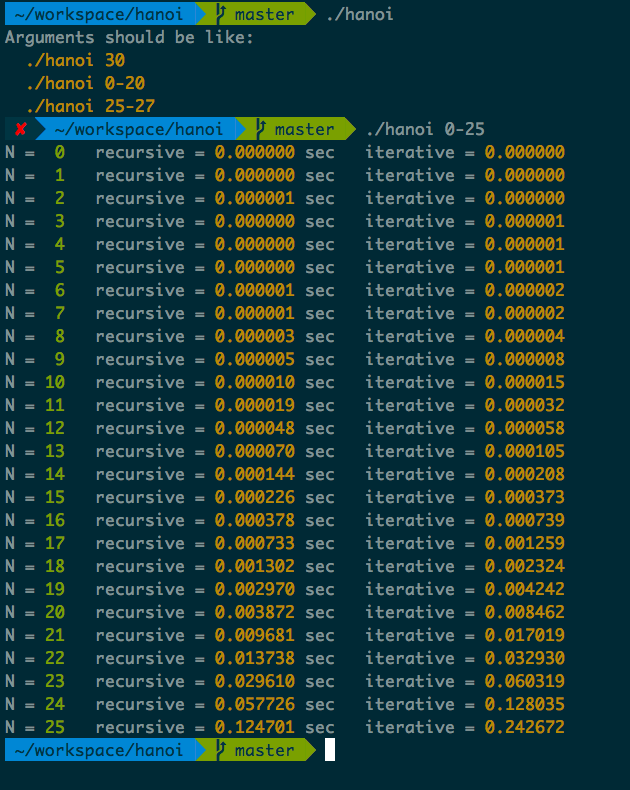 ~/workspace/hanoi master ./hanoi
Arguments should be like:
  ./hanoi 30
  ./hanoi 0-20
  ./hanoi 25-27
✘ ~/workspace/hanoi master ./hanoi 0-25
N =  0   recursive = 0.000000 sec   iterative = 0.000000
N =  1   recursive = 0.000000 sec   iterative = 0.000000
N =  2   recursive = 0.000001 sec   iterative = 0.000000
N =  3   recursive = 0.000000 sec   iterative = 0.000001
N =  4   recursive = 0.000000 sec   iterative = 0.000001
N =  5   recursive = 0.000000 sec   iterative = 0.000001
N =  6   recursive = 0.000001 sec   iterative = 0.000002
N =  7   recursive = 0.000001 sec   iterative = 0.000002
N =  8   recursive = 0.000003 sec   iterative = 0.000004
N =  9   recursive = 0.000005 sec   iterative = 0.000008
N = 10   recursive = 0.000010 sec   iterative = 0.000015
N = 11   recursive = 0.000019 sec   iterative = 0.000032
N = 12   recursive = 0.000048 sec   iterative = 0.000058
N = 13   recursive = 0.000070 sec   iterative = 0.000105
N = 14   recursive = 0.000144 sec   iterative = 0.000208
N = 15   recursive = 0.000226 sec   iterative = 0.000373
N = 16   recursive = 0.000378 sec   iterative = 0.000739
N = 17   recursive = 0.000733 sec   iterative = 0.001259
N = 18   recursive = 0.001302 sec   iterative = 0.002324
N = 19   recursive = 0.002970 sec   iterative = 0.004242
N = 20   recursive = 0.003872 sec   iterative = 0.008462
N = 21   recursive = 0.009681 sec   iterative = 0.017019
N = 22   recursive = 0.013738 sec   iterative = 0.032930
N = 23   recursive = 0.029610 sec   iterative = 0.060319
N = 24   recursive = 0.057726 sec   iterative = 0.128035
N = 25   recursive = 0.124701 sec   iterative = 0.242672
~/workspace/hanoi master